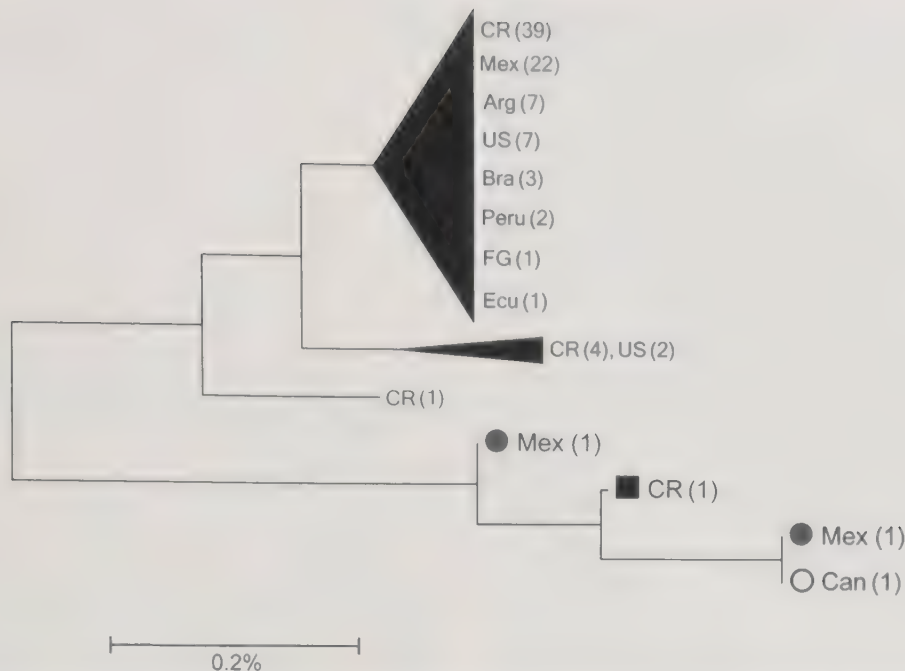 CR (39)
Mex (22)
Arg (7)
US (7)
Bra (3)
Peru (2)
FG (1)
Ecu (1)
CR (4), US (2)
CR (1)
Mex (1)
CR (1)
Mex (1)
Can (1)
0.2%